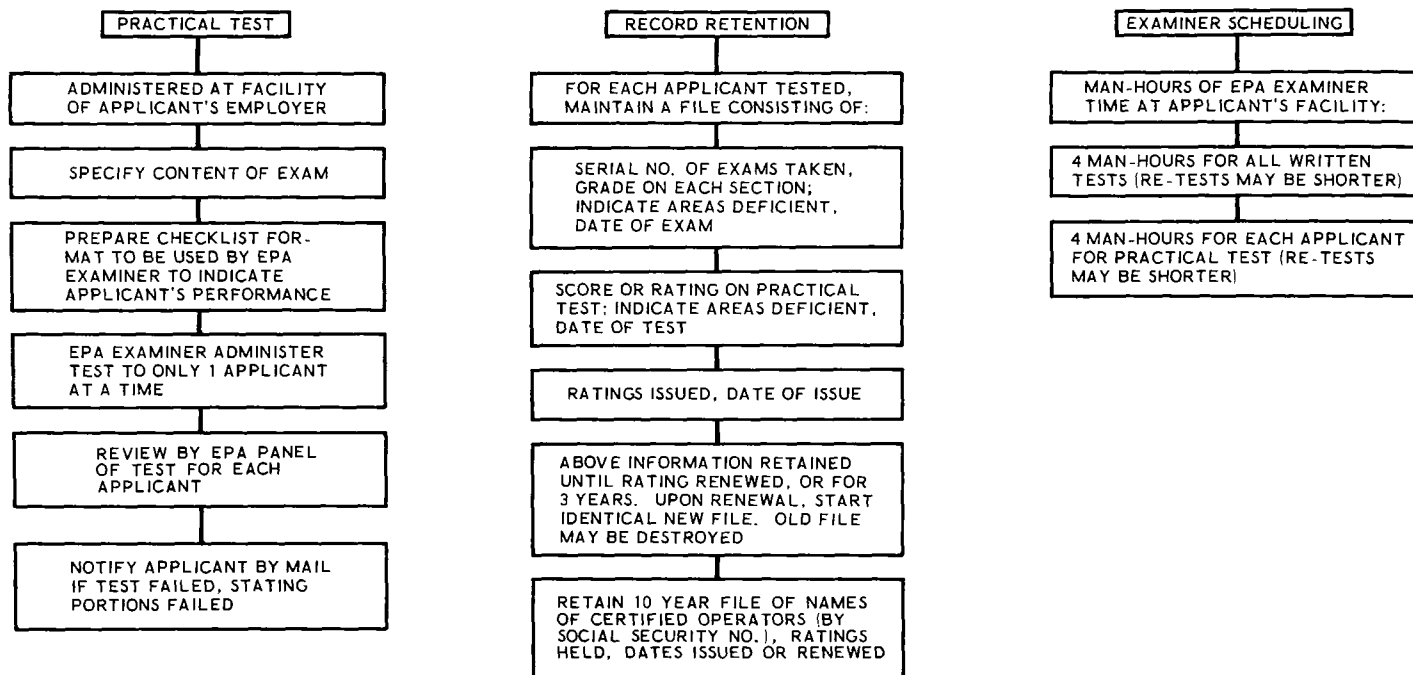 PRACTICAL TEST
ADMINISTERED AT FACILITY
OF APPLICANT'S EMPLOYER
SPECIFY CONTENT OF EXAM
PREPARE CHECKLIST FOR-
MAT TO BE USED BY EPA
EXAMINER TO INDICATE
APPLICANT'S PERFORMANCE
EPA EXAMINER ADMINISTER
TEST TO ONLY 1 APPLICANT
AT A TIME
REVIEW BY EPA PANEL
OF TEST FOR EACH
APPLICANT
NOTIFY APPLICANT BY MAIL
IF TEST FAILED, STATING
PORTIONS FAILED
RECORD RETENTION
FOR EACH APPLICANT TESTED,
MAINTAIN A FILE CONSISTING OF:
SERIAL NO. OF EXAMS TAKEN,
GRADE ON EACH SECTION;
INDICATE AREAS DEFICIENT,
DATE OF EXAM
SCORE OR RATING ON PRACTICAL
TEST; INDICATE AREAS DEFICIENT,
DATE OF TEST
RATINGS ISSUED, DATE OF ISSUE
ABOVE INFORMATION RETAINED
UNTIL RATING RENEWED, OR FOR
3 YEARS. UPON RENEWAL, START
IDENTICAL NEW FILE. OLD FILE
MAY BE DESTROYED
RETAIN 10 YEAR FILE OF NAMES
OF CERTIFIED OPERATORS (BY
SOCIAL SECURITY NO.), RATINGS
HELD, DATES ISSUED OR RENEWED
EXAMINER SCHEDULING
MAN-HOURS OF EPA EXAMINER
TIME AT APPLICANT'S FACILITY:
4 MAN-HOURS FOR ALL WRITTEN
TESTS (RE-TESTS MAY BE SHORTER)
4 MAN-HOURS FOR EACH APPLICANT
FOR PRACTICAL TEST (RE-TESTS
MAY BE SHORTER)